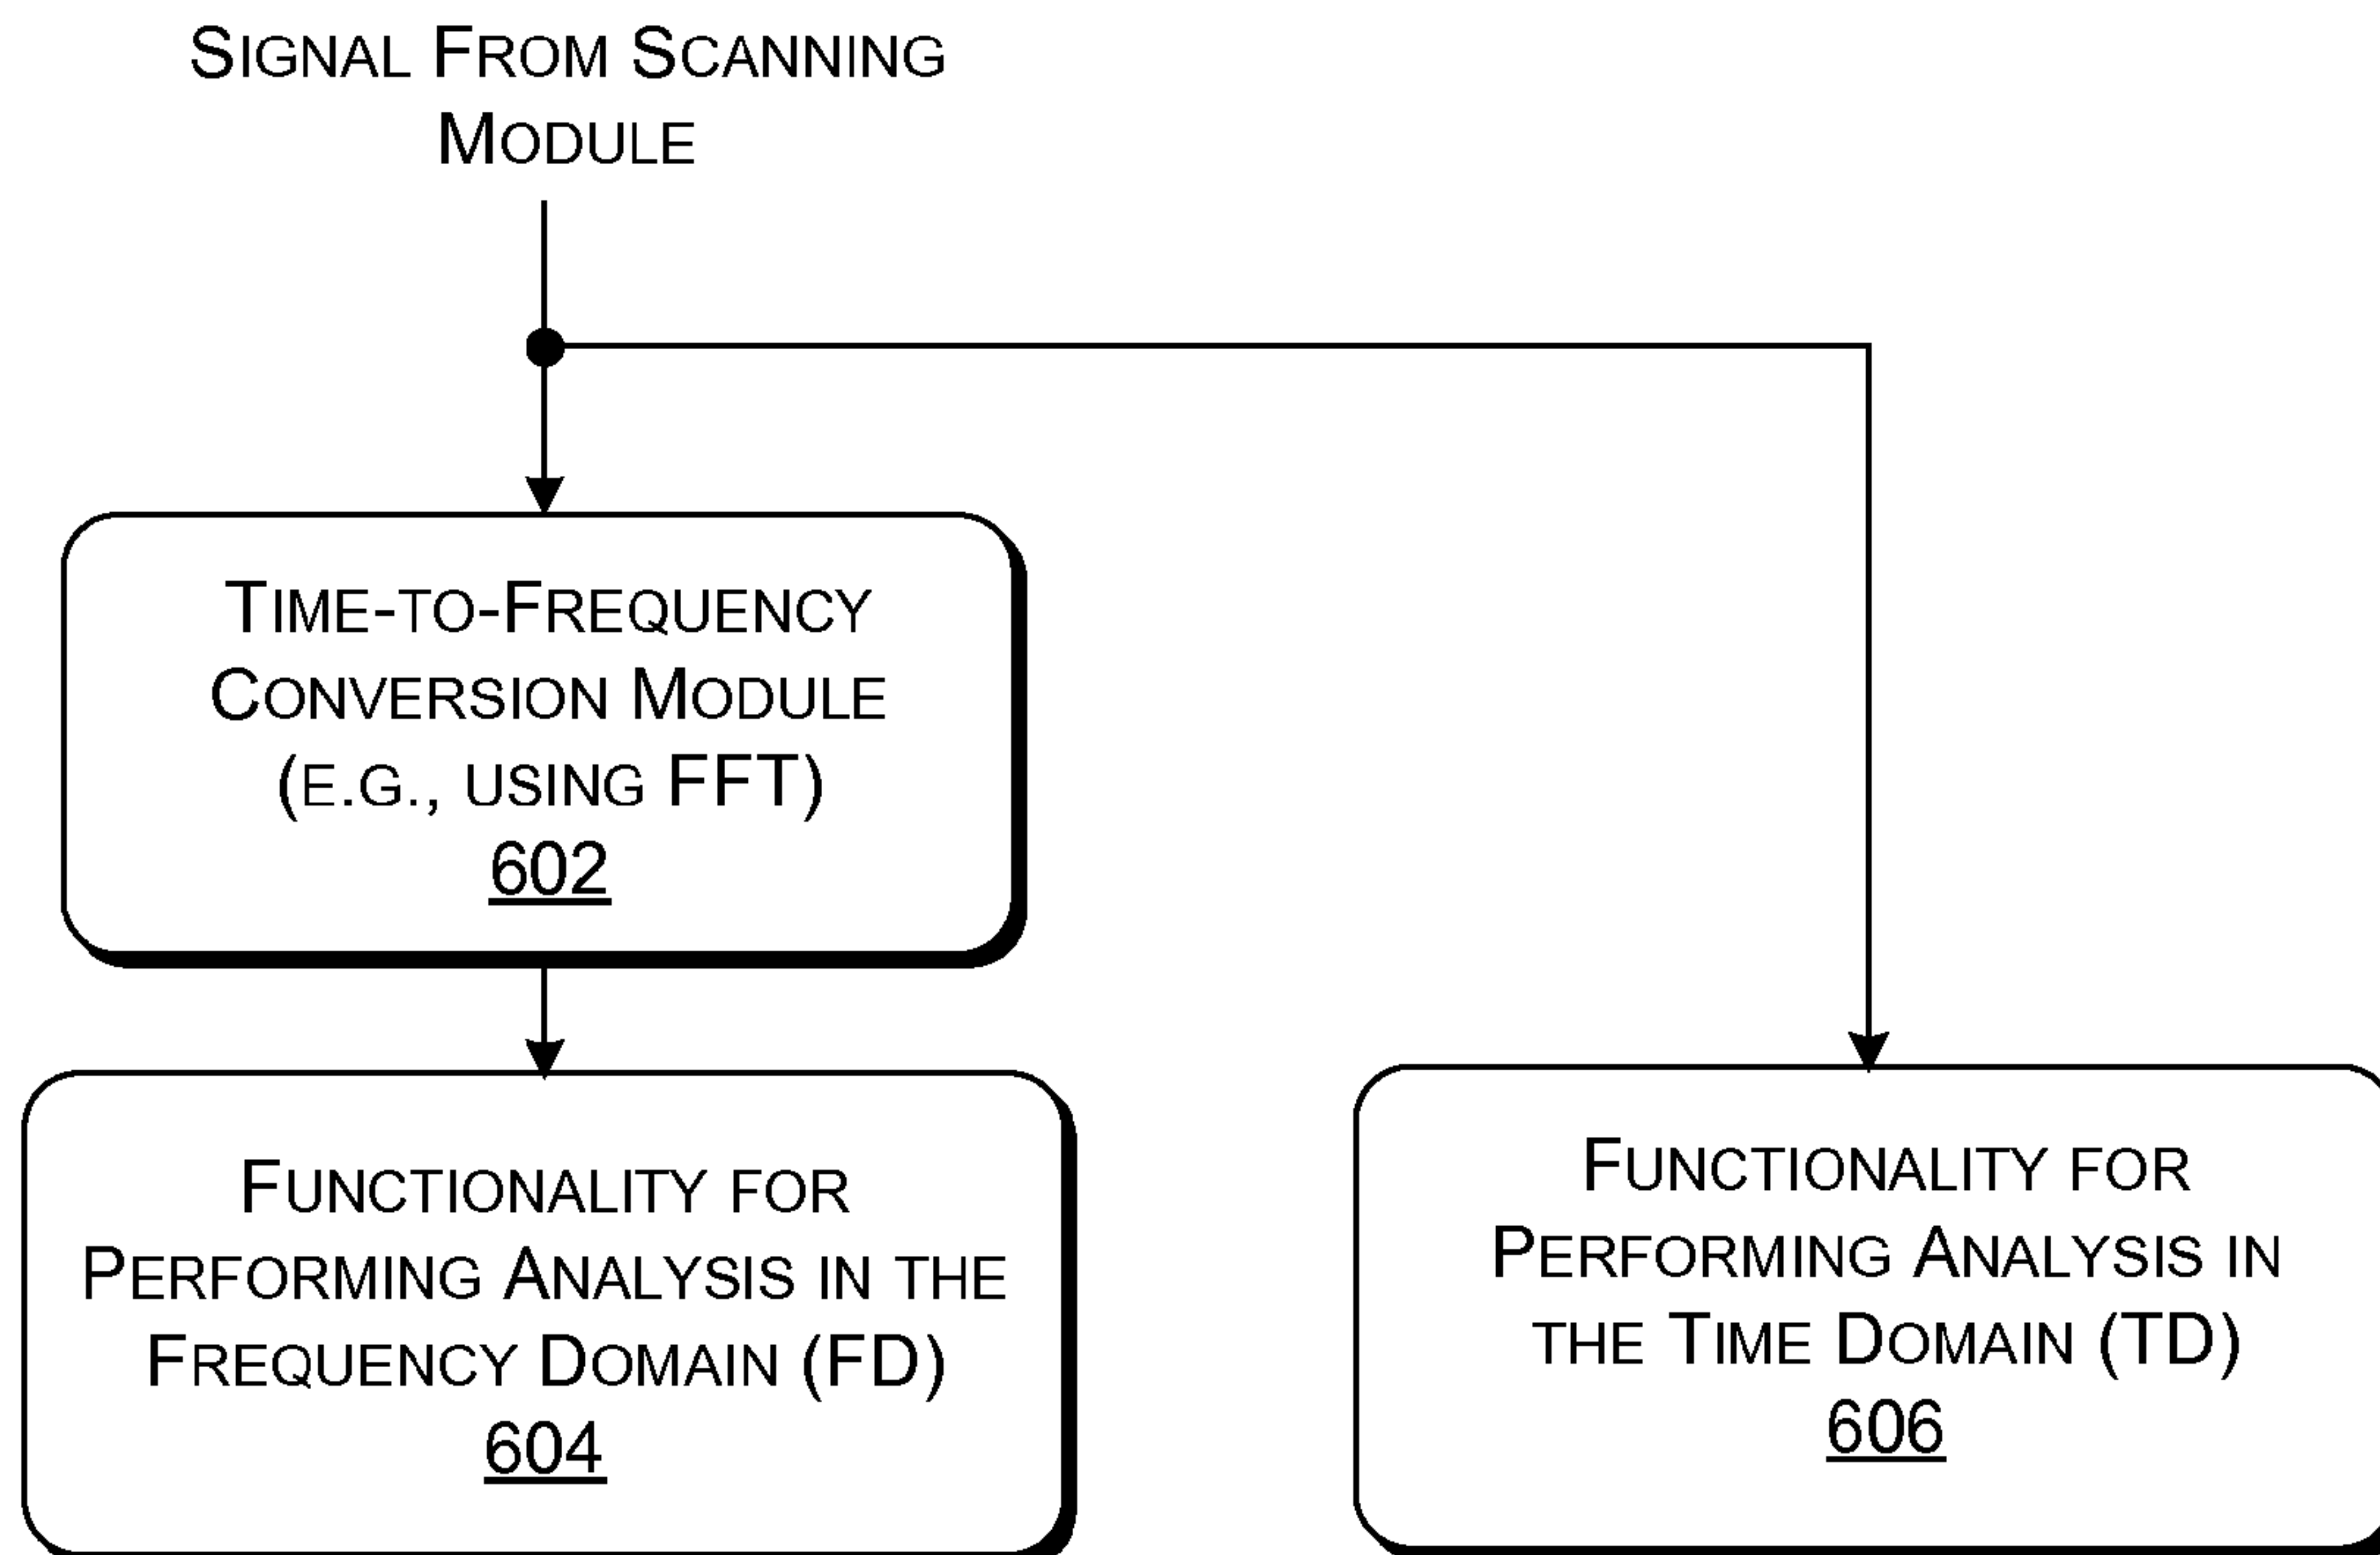 SIGNAL FROM SCANNING
MODULE
TIME-TO-FREQUENCY
CONVERSION MODULE
(E.G., USING FFT)
602
FUNCTIONALITY FOR
PERFORMING ANALYSIS IN THE
FREQUENCY DOMAIN (FD)
604
FUNCTIONALITY FOR
PERFORMING ANALYSIS IN
THE TIME DOMAIN (TD)
606